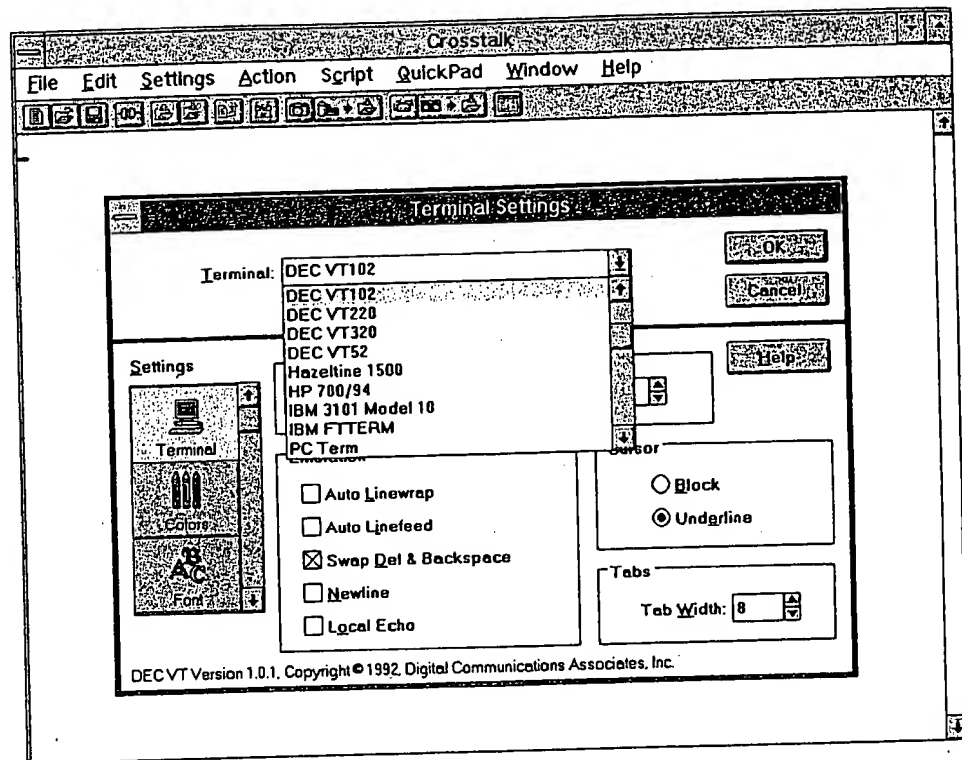 Crosstalk
File Edit Settings Action Script QuickPad Window Help
Terminal Settings
Terminal: DEC VT102
OK
Cancel
Help
DEC VT102
DEC VT220
DEC VT320
DEC VT52
Hazeltine 1500
HP 700/94
IBM 3101 Model 10
IBM FTTERM
PC Term
Settings
Terminal
Colors
Font
Auto Linewrap
Auto Linefeed
Swap Del & Backspace
Newline
Local Echo
Cursor
Block
Underline
Tabs
Tab Width: 8
DEC VT Version 1.0.1, Copyright © 1992, Digital Communications Associates, Inc.